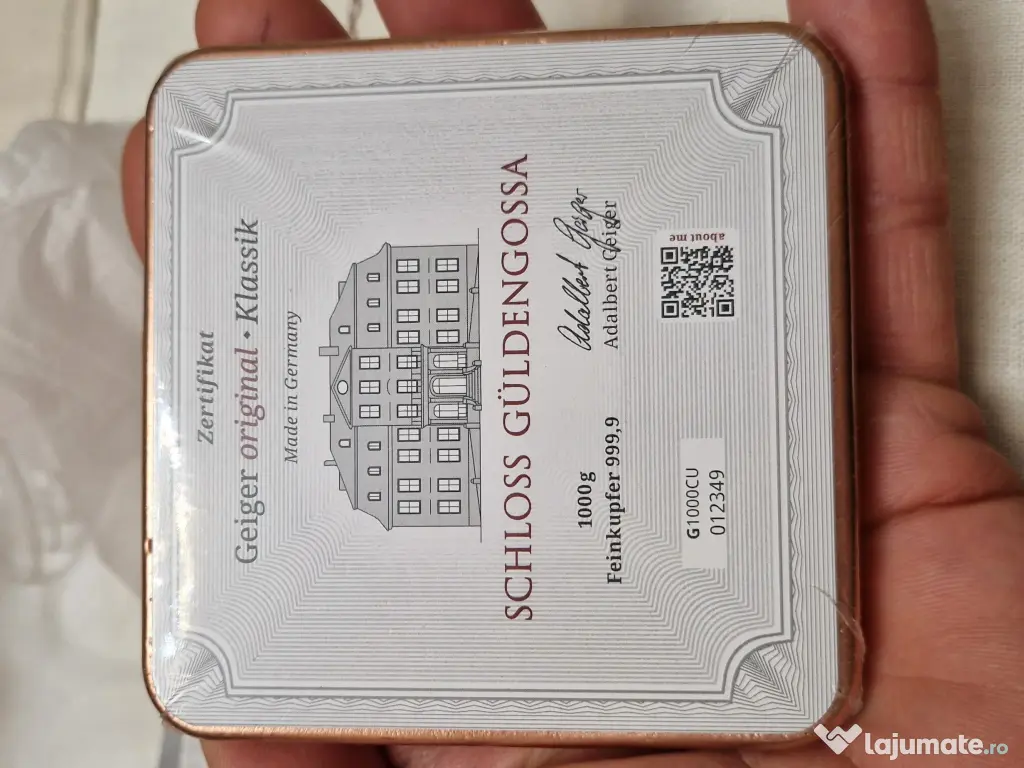 Zertifikat
Geiger original • Klassik
Made in Germany
SCHLOSS GÜLDENGOSSA
1000g
Feinkupfer 999,9
Adalbert Geiger
Adalbert Geiger
G1000CU
012349
about me
lajumate.ro